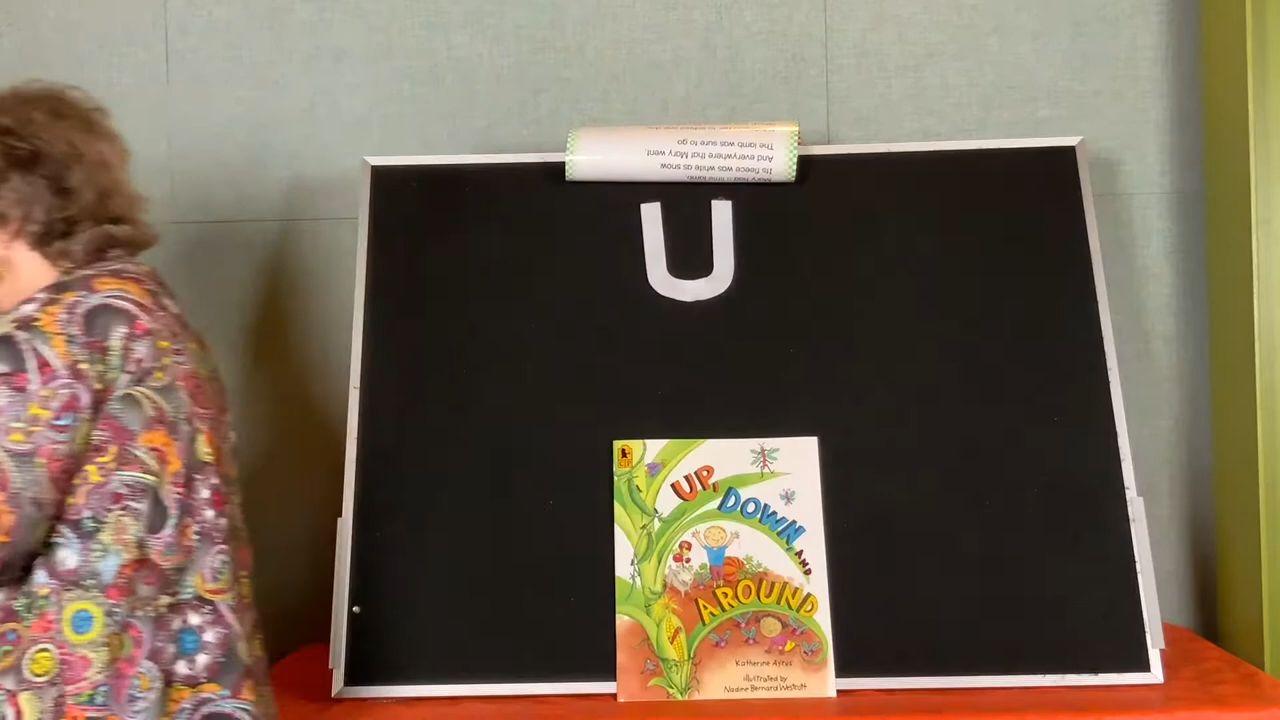 And everywhere that Mary went,
The lamb was sure to go
Its fleece was white as snow.
U
UP,
DOWN,
AND
AROUND
Katherine Ayres
illustrated by
Nadine Bernard Westcott